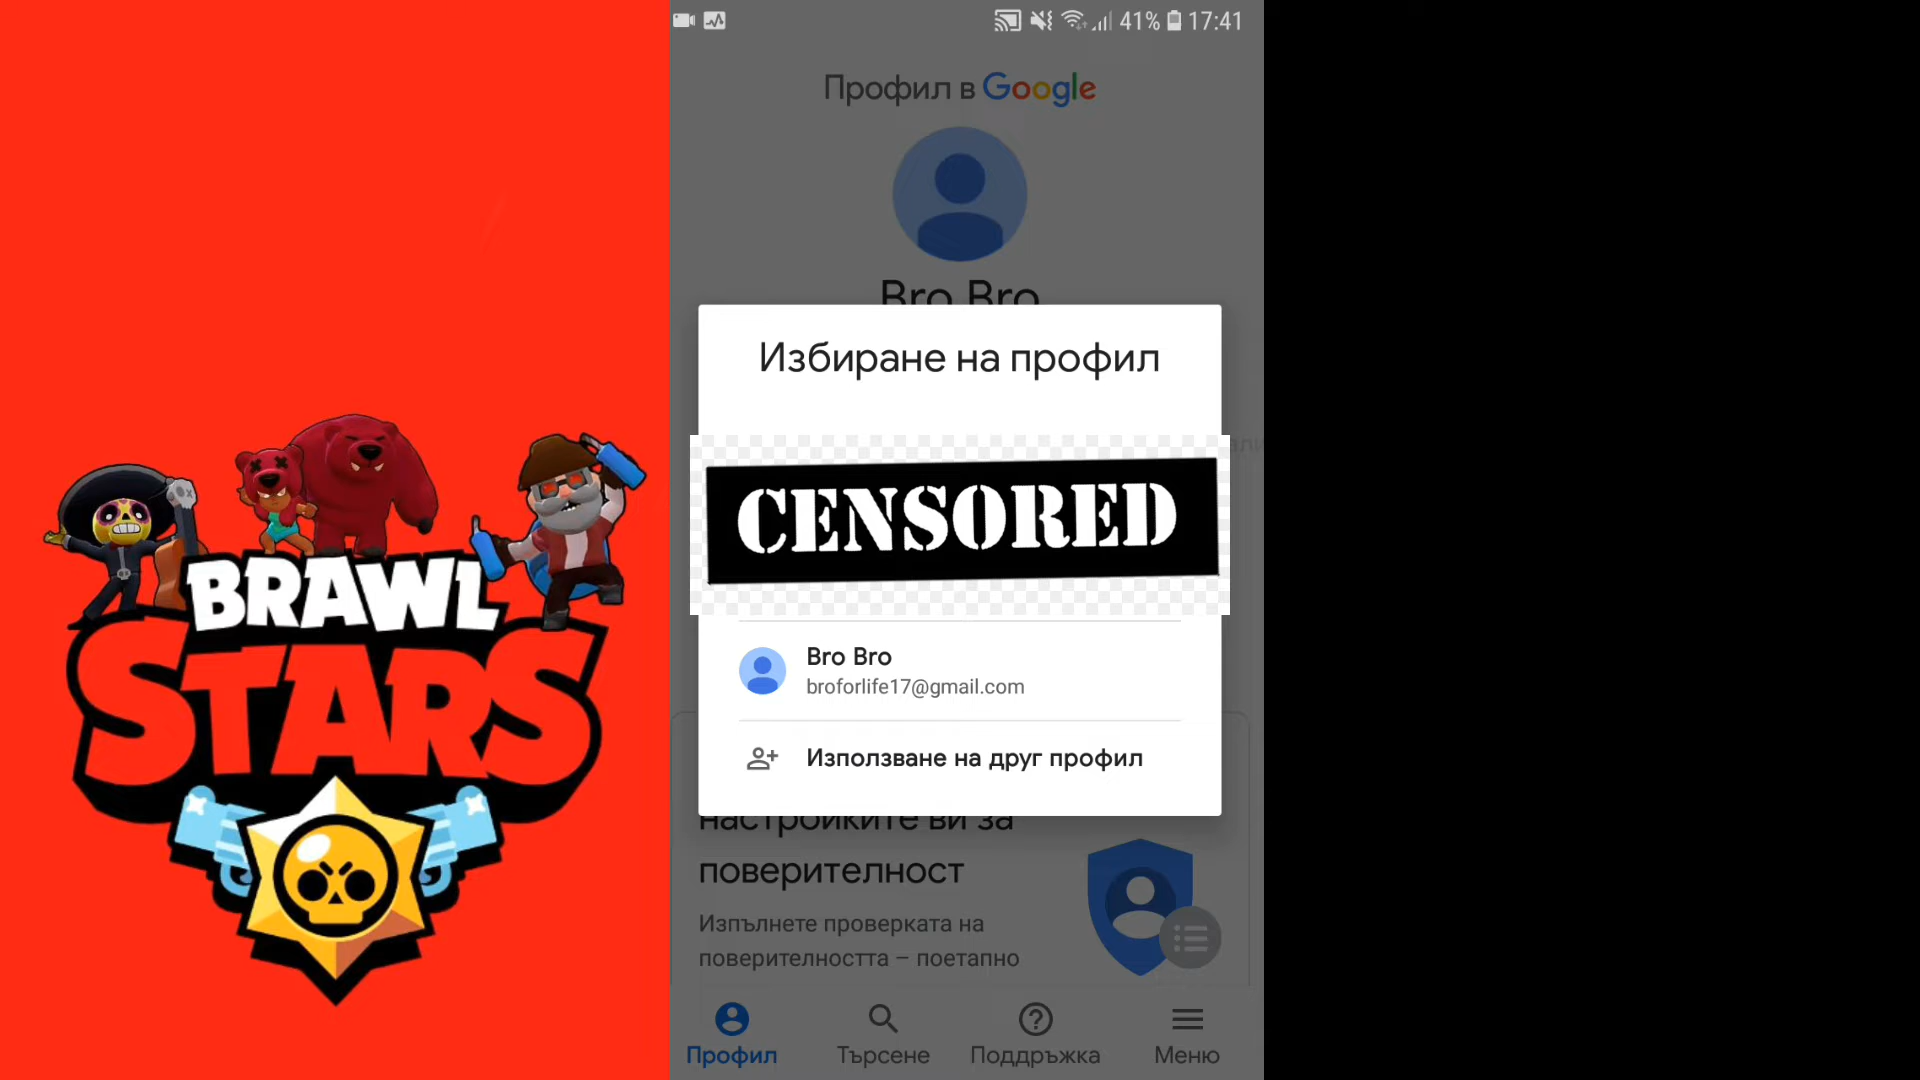 BRAWL
STARS
41% 17:41
Профил в Google
Bro Bro
Избиране на профил
CENSORED
Bro Bro
broforlife17@gmail.com
Използване на друг профил
настройките ви за
поверителност
Изпълнете проверката на
поверителността – поетапно
Профил
Търсене
Поддръжка
Меню